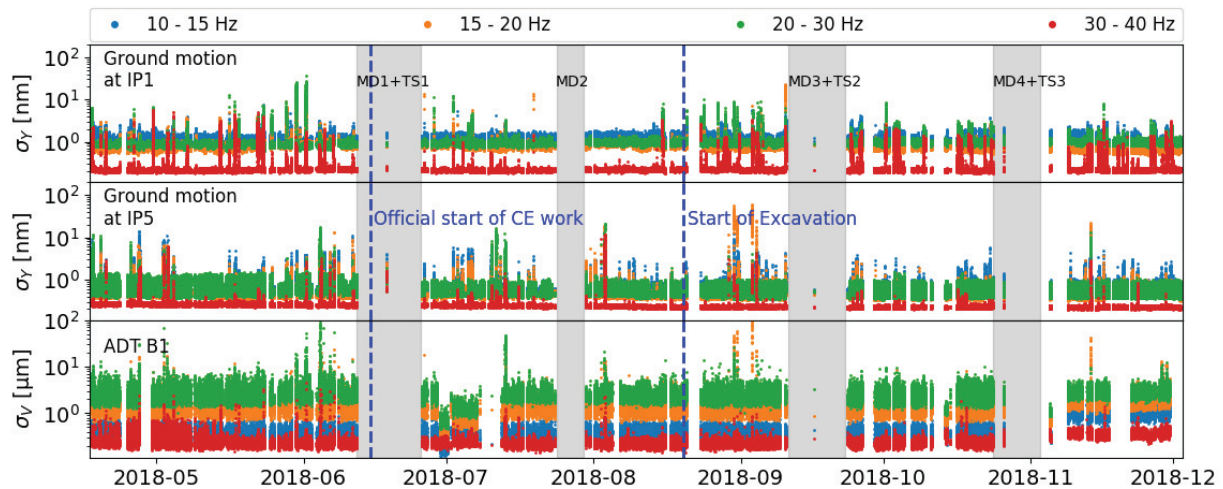 10 - 15 Hz 15 - 20 Hz 20 - 30 Hz 30 - 40 Hz
10²
10¹
10⁰
σγ [nm]
Ground motion
at IP1
MD1+TS1 MD2 MD3+TS2 MD4+TS3
10²
10¹
10⁰
σγ [nm]
Ground motion
at IP5
Official start of CE work Start of Excavation
10²
10¹
10⁰
σγ [µm]
ADT B1
2018-05 2018-06 2018-07 2018-08 2018-09 2018-10 2018-11 2018-12